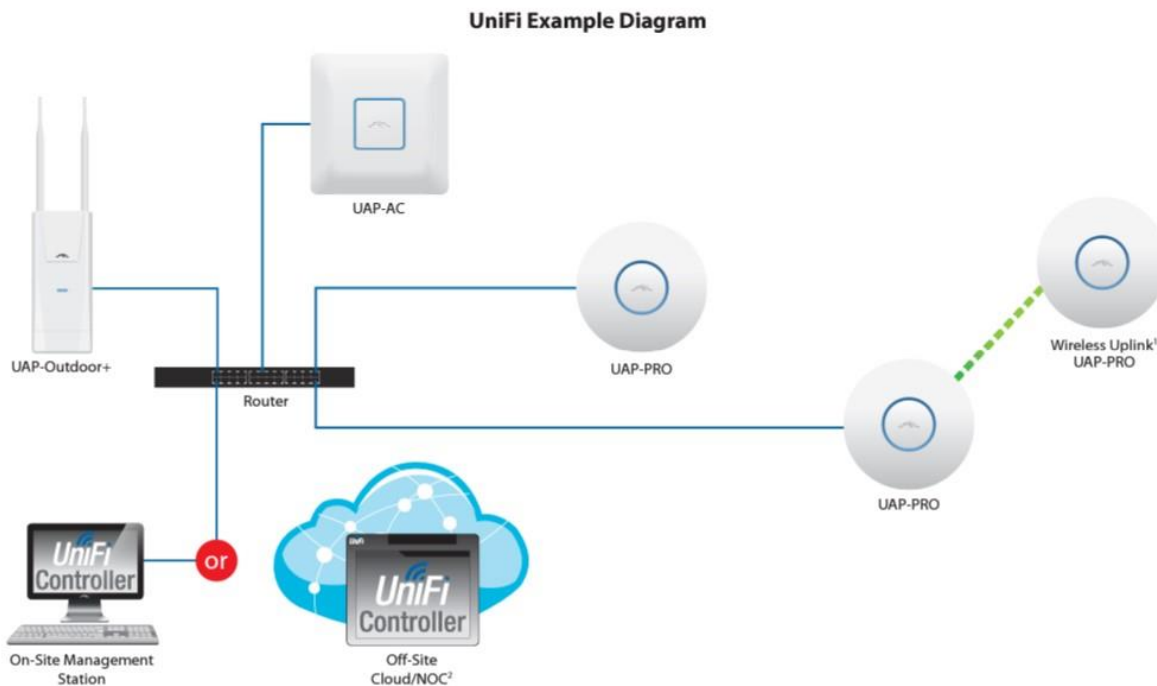 UniFi Example Diagram
UAP-AC
UAP-Outdoor+
UAP-PRO
Wireless Uplink¹
UAP-PRO
Router
UAP-PRO
UniFi
Controller
or
UniFi
UniFi
Controller
On-Site Management
Station
Off-Site
Cloud/NOC²